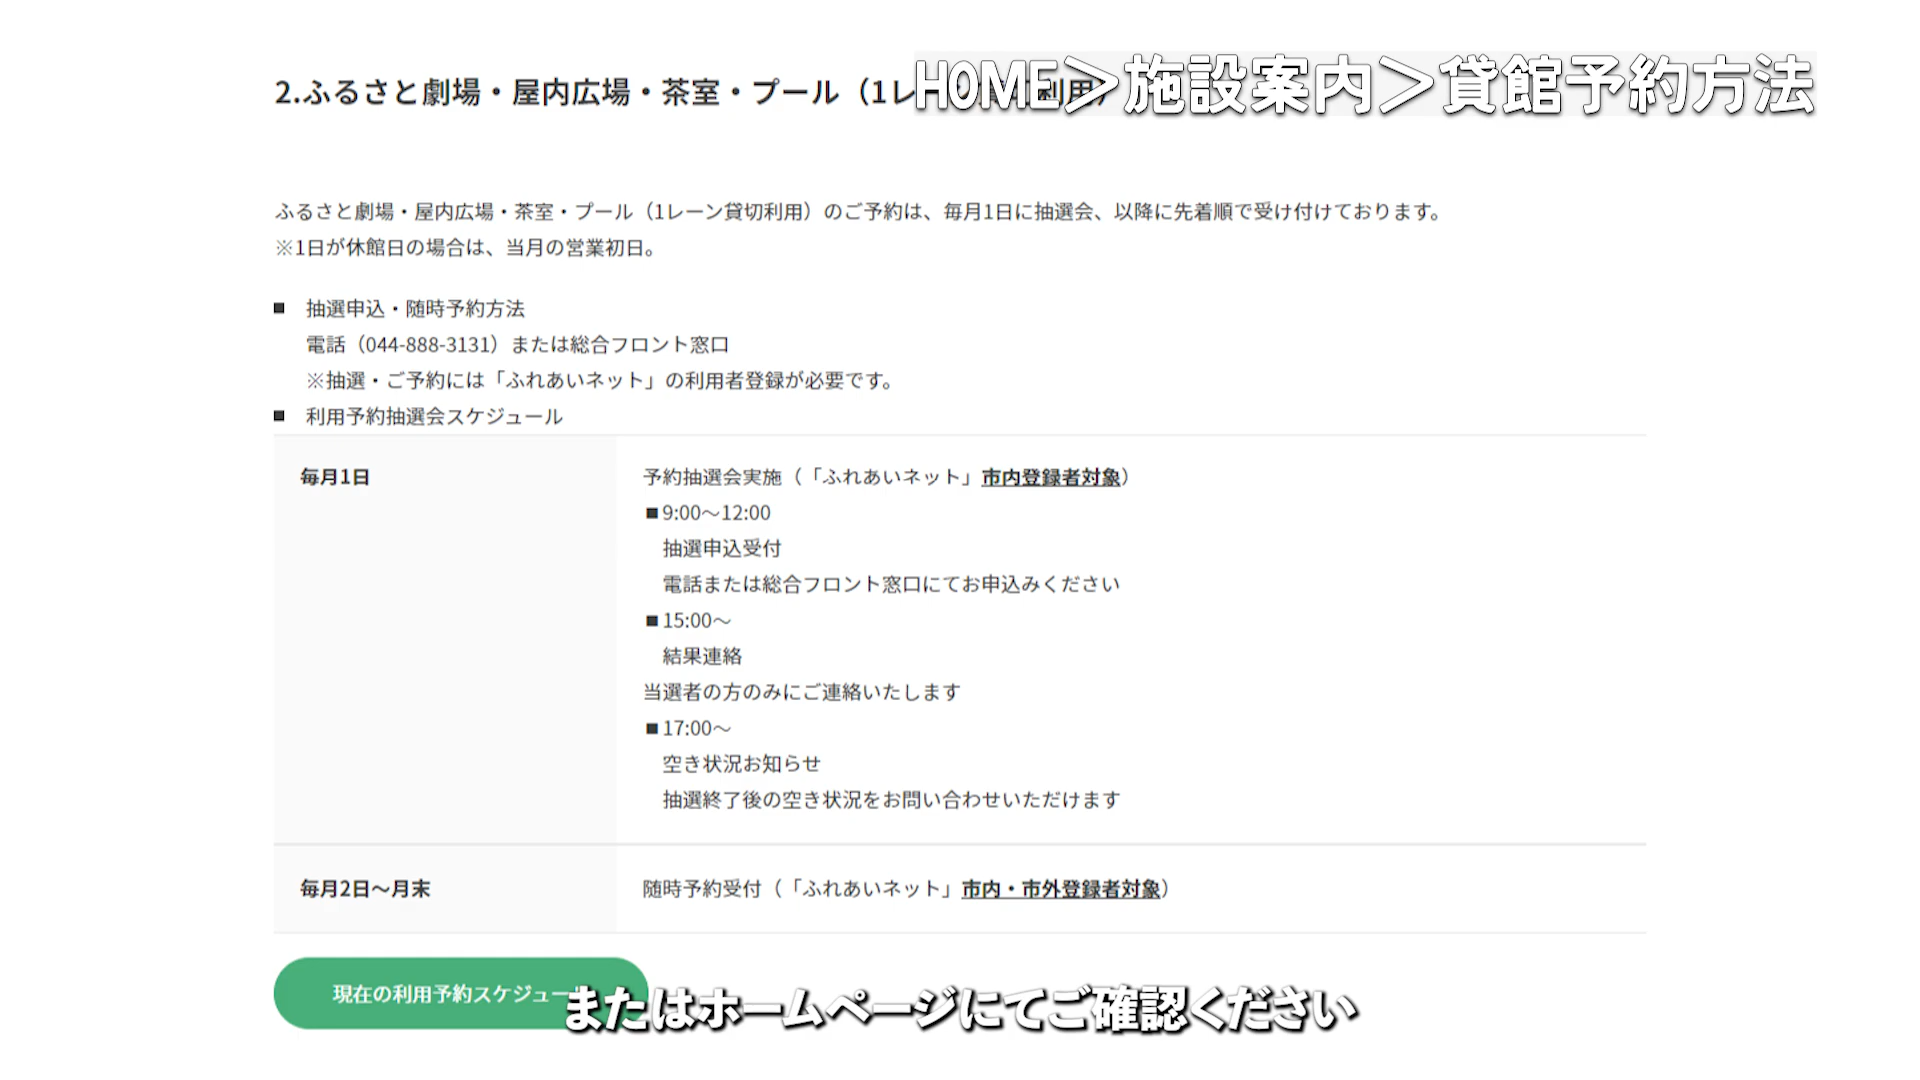 HOME＞施設案内＞貸館予約方法
2.ふるさと劇場・屋内広場・茶室・プール（1レ
ふるさと劇場・屋内広場・茶室・プール（1レーン貸切利用）のご予約は、毎月1日に抽選会、以降に先着順で受け付けております。
※1日が休館日の場合は、当月の営業初日。
■ 抽選申込・随時予約方法
電話（044-888-3131）または総合フロント窓口
※抽選・ご予約には「ふれあいネット」の利用者登録が必要です。
■ 利用予約抽選会スケジュール
毎月1日
予約抽選会実施（「ふれあいネット」市内登録者対象）
■9:00～12:00
抽選申込受付
電話または総合フロント窓口にてお申込みください
■15:00～
結果連絡
当選者の方のみにご連絡いたします
■17:00～
空き状況お知らせ
抽選終了後の空き状況をお問い合わせいただけます
毎月2日～月末
随時予約受付（「ふれあいネット」市内・市外登録者対象）
現在の利用予約スケジュー
またはホームページにてご確認ください